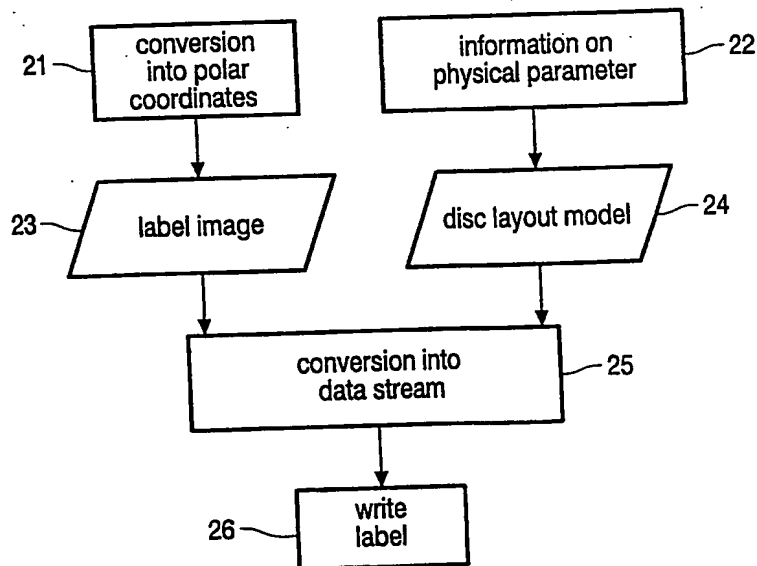 21
conversion
into polar
coordinates
information on
physical parameter
22
23
label image
disc layout model
24
conversion into
data stream
25
26
write
label